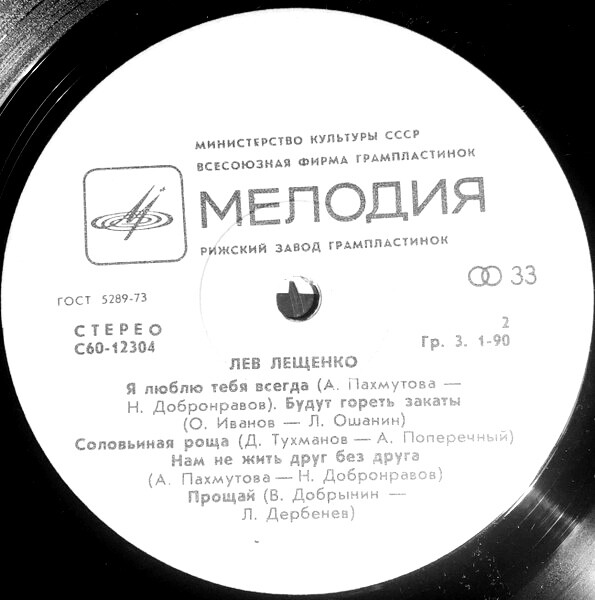 МИНИСТЕРСТВО КУЛЬТУРЫ СССР
ВСЕСОЮЗНАЯ ФИРМА ГРАМПЛАСТИНОК
МЕЛОДИЯ
РИЖСКИЙ ЗАВОД ГРАМПЛАСТИНОК
33
ГОСТ 5289-73
СТЕРЕО
С60-12304
2
Гр. 3. 1-90
ЛЕВ ЛЕЩЕНКО
Я люблю тебя всегда (А. Пахмутова —
Н. Добронравов). Будут гореть закаты
(О. Иванов — Л. Ошанин)
Соловьиная роща (Д. Тухманов — А. Поперечный)
Нам не жить друг без друга
(А. Пахмутова — Н. Добронравов)
Прощай (В. Добрынин —
Л. Дербенев)